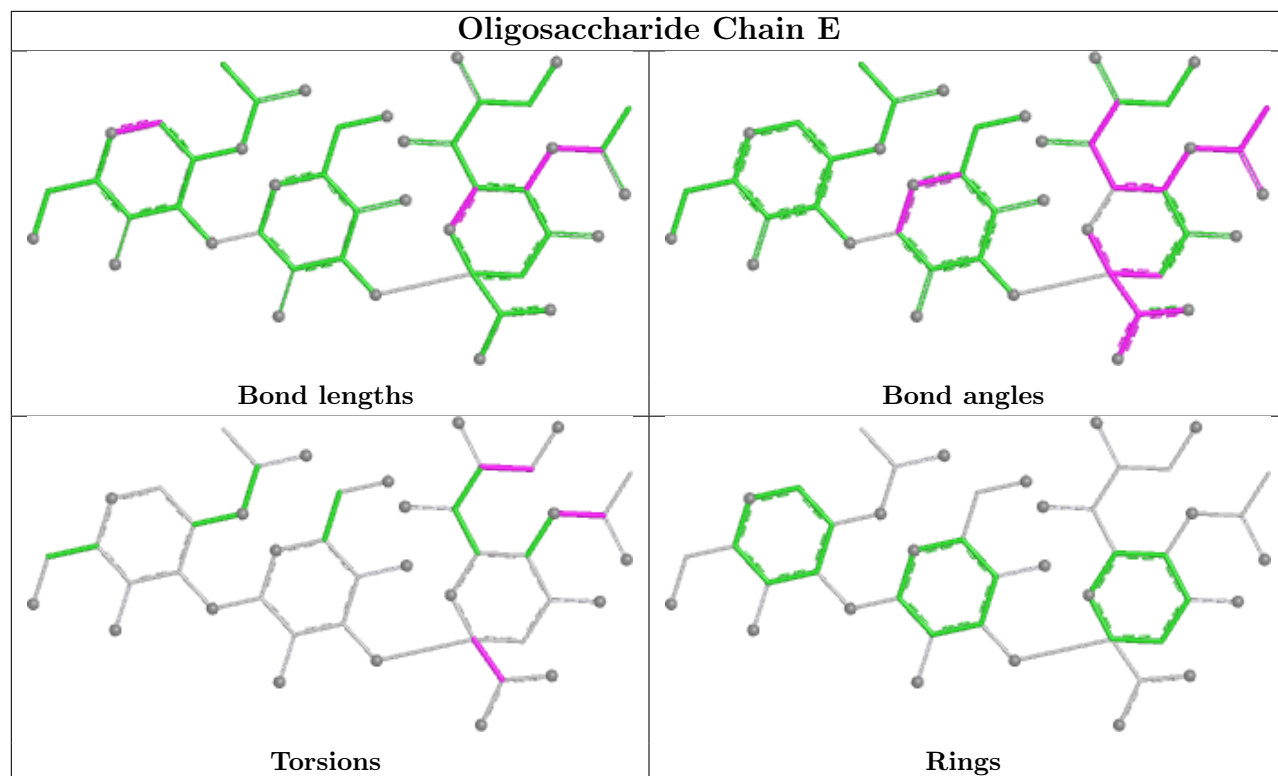 Oligosaccharide Chain E
Bond lengths
Bond angles
Torsions
Rings